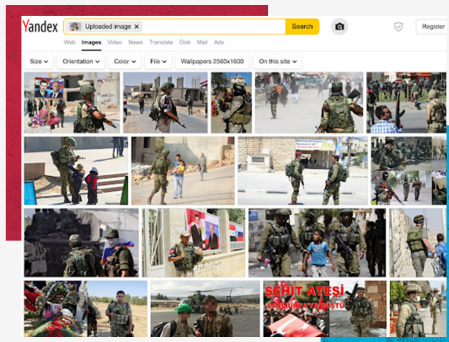 Yandex
Uploaded image
Search
Register
Web Images Video News Translate Disk Mail Ads
Size Orientation Color File Wallpapers 2560x1600 On this site
ŞEHİT ATEŞİ